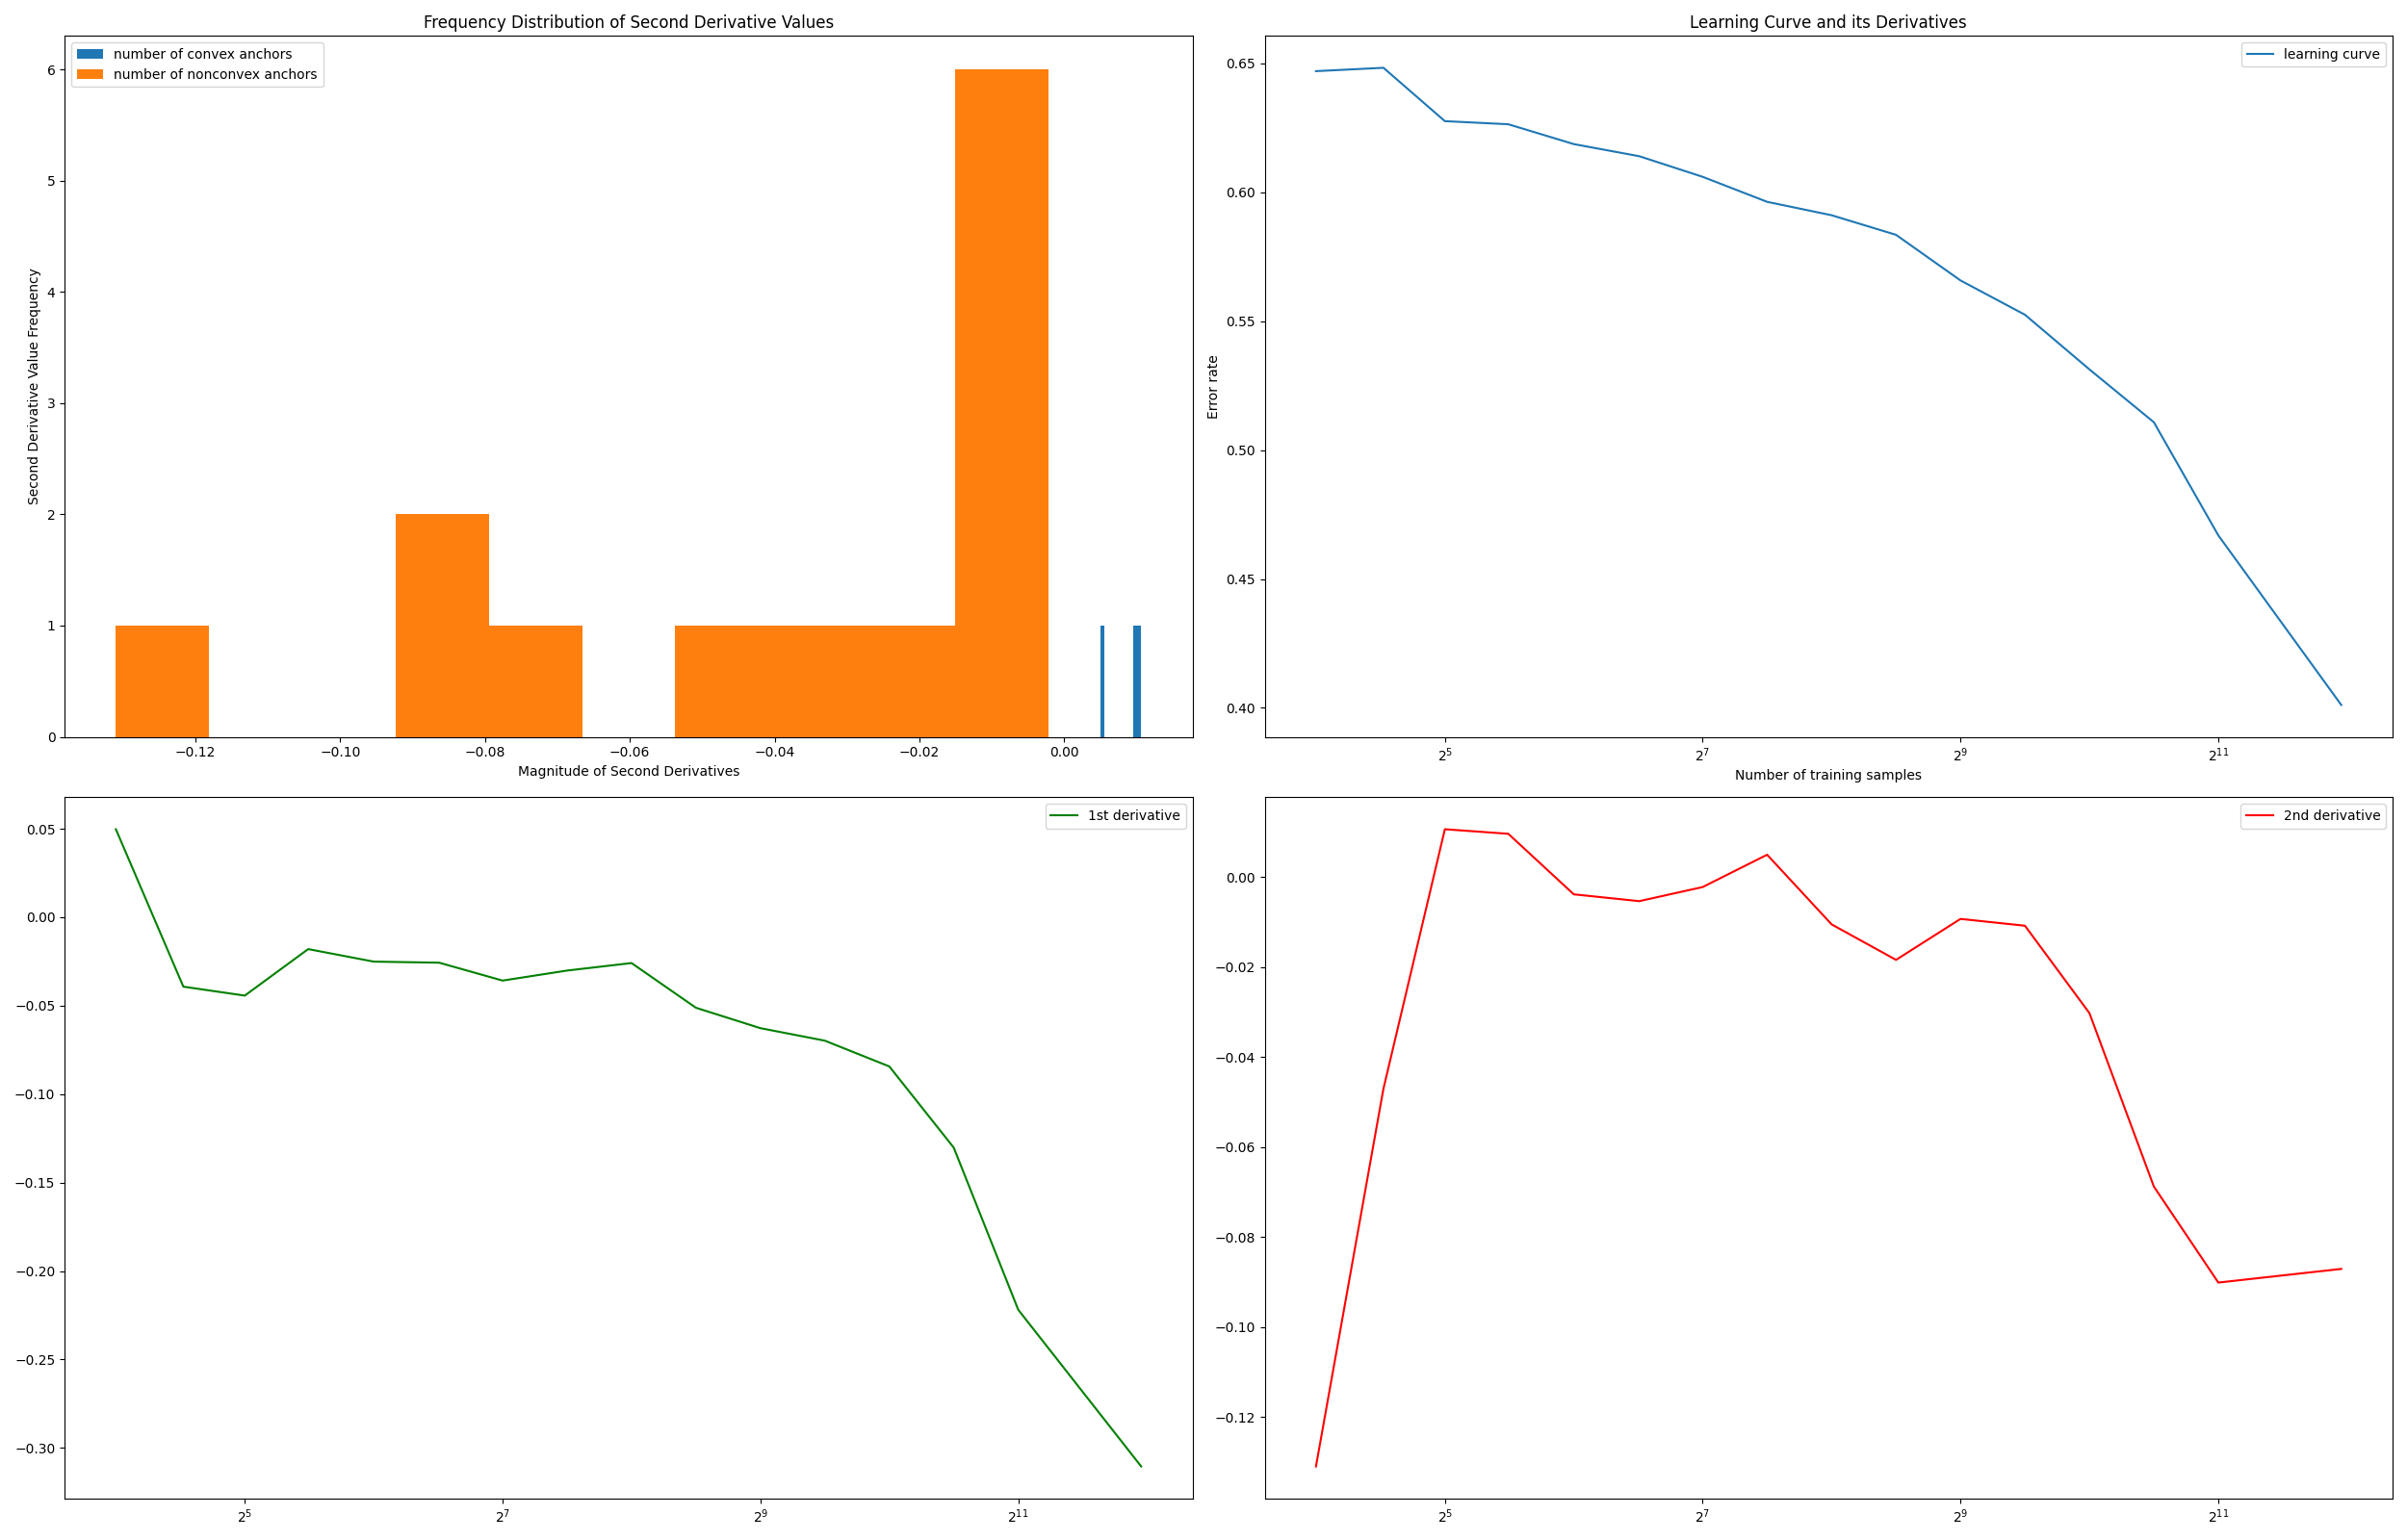 Frequency Distribution of Second Derivative Values
number of convex anchors
number of nonconvex anchors
Second Derivative Value Frequency
6
5
4
3
2
1
0
−0.12 −0.10 −0.08 −0.06 −0.04 −0.02 0.00
Magnitude of Second Derivatives
Learning Curve and its Derivatives
learning curve
Error rate
0.65
0.60
0.55
0.50
0.45
0.40
2⁵ 2⁷ 2⁹ 2¹¹
Number of training samples
1st derivative
0.05
0.00
−0.05
−0.10
−0.15
−0.20
−0.25
−0.30
2⁵ 2⁷ 2⁹ 2¹¹
2nd derivative
0.00
−0.02
−0.04
−0.06
−0.08
−0.10
−0.12
2⁵ 2⁷ 2⁹ 2¹¹